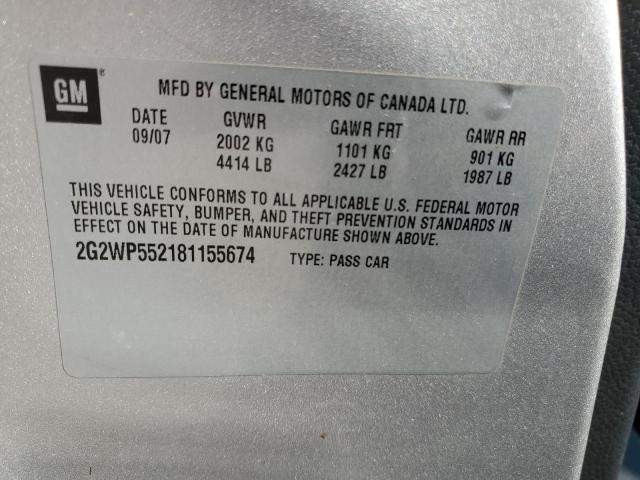 GM ®
MFD BY GENERAL MOTORS OF CANADA LTD.
DATE GVWR GAWR FRT GAWR RR
09/07 2002 KG 1101 KG 901 KG
4414 LB 2427 LB 1987 LB
THIS VEHICLE CONFORMS TO ALL APPLICABLE U.S. FEDERAL MOTOR
VEHICLE SAFETY, BUMPER, AND THEFT PREVENTION STANDARDS IN
EFFECT ON THE DATE OF MANUFACTURE SHOWN ABOVE.
2G2WP552181155674 TYPE: PASS CAR